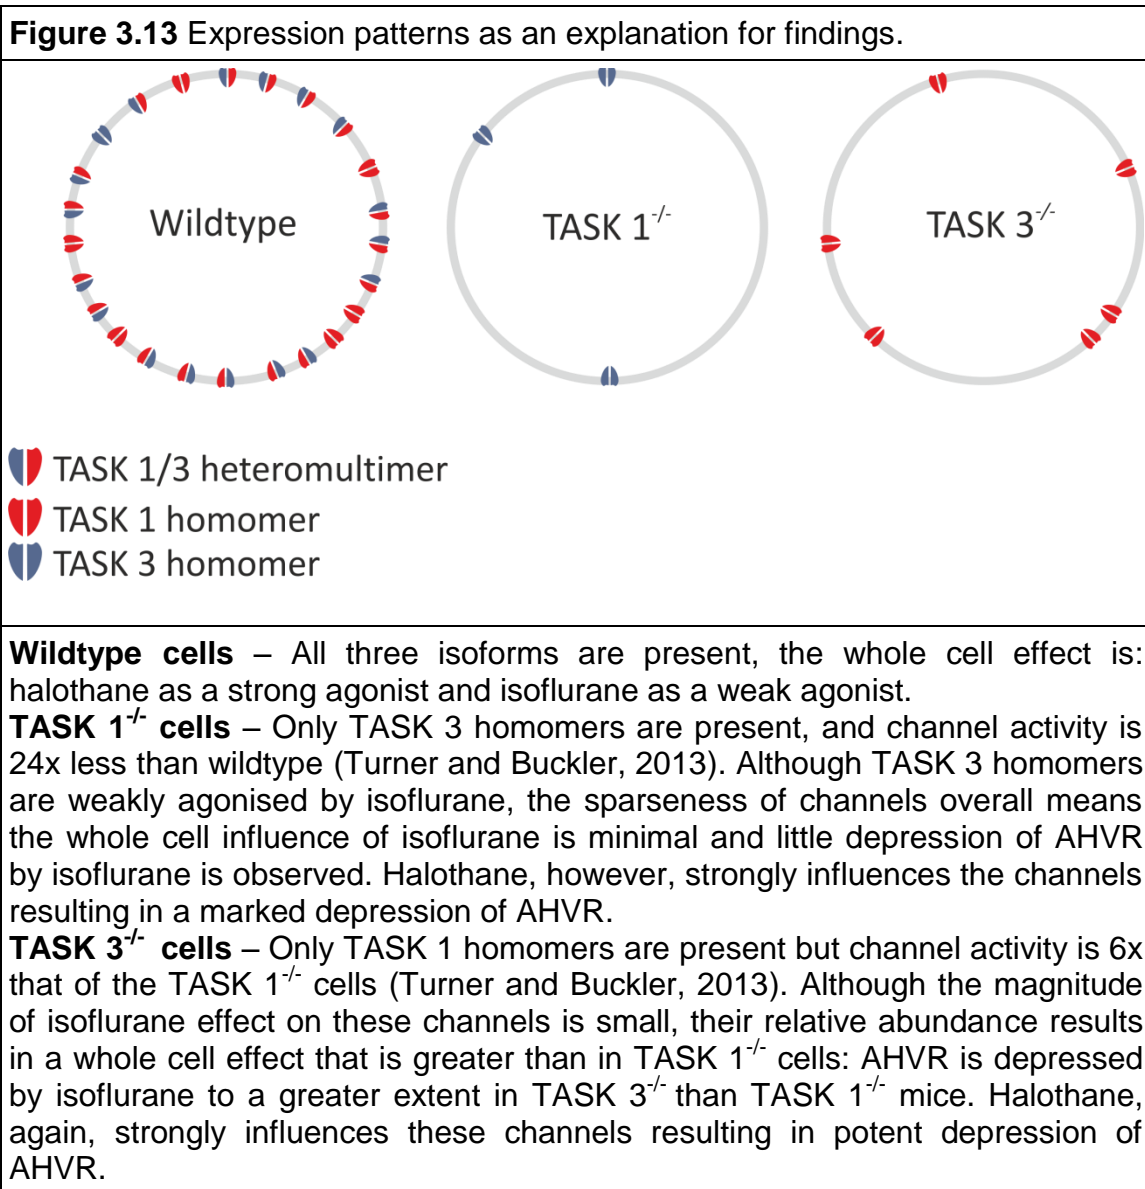 Figure 3.13 Expression patterns as an explanation for findings.
Wildtype
TASK 1-/-
TASK 3-/-
TASK 1/3 heteromultimer
TASK 1 homomer
TASK 3 homomer
Wildtype cells – All three isoforms are present, the whole cell effect is:
halothane as a strong agonist and isoflurane as a weak agonist.
TASK 1-/- cells – Only TASK 3 homomers are present, and channel activity is
24x less than wildtype (Turner and Buckler, 2013). Although TASK 3 homomers
are weakly agonised by isoflurane, the sparseness of channels overall means
the whole cell influence of isoflurane is minimal and little depression of AHVR
by isoflurane is observed. Halothane, however, strongly influences the channels
resulting in a marked depression of AHVR.
TASK 3-/- cells – Only TASK 1 homomers are present but channel activity is 6x
that of the TASK 1-/- cells (Turner and Buckler, 2013). Although the magnitude
of isoflurane effect on these channels is small, their relative abundance results
in a whole cell effect that is greater than in TASK 1-/- cells: AHVR is depressed
by isoflurane to a greater extent in TASK 3-/- than TASK 1-/- mice. Halothane,
again, strongly influences these channels resulting in potent depression of
AHVR.